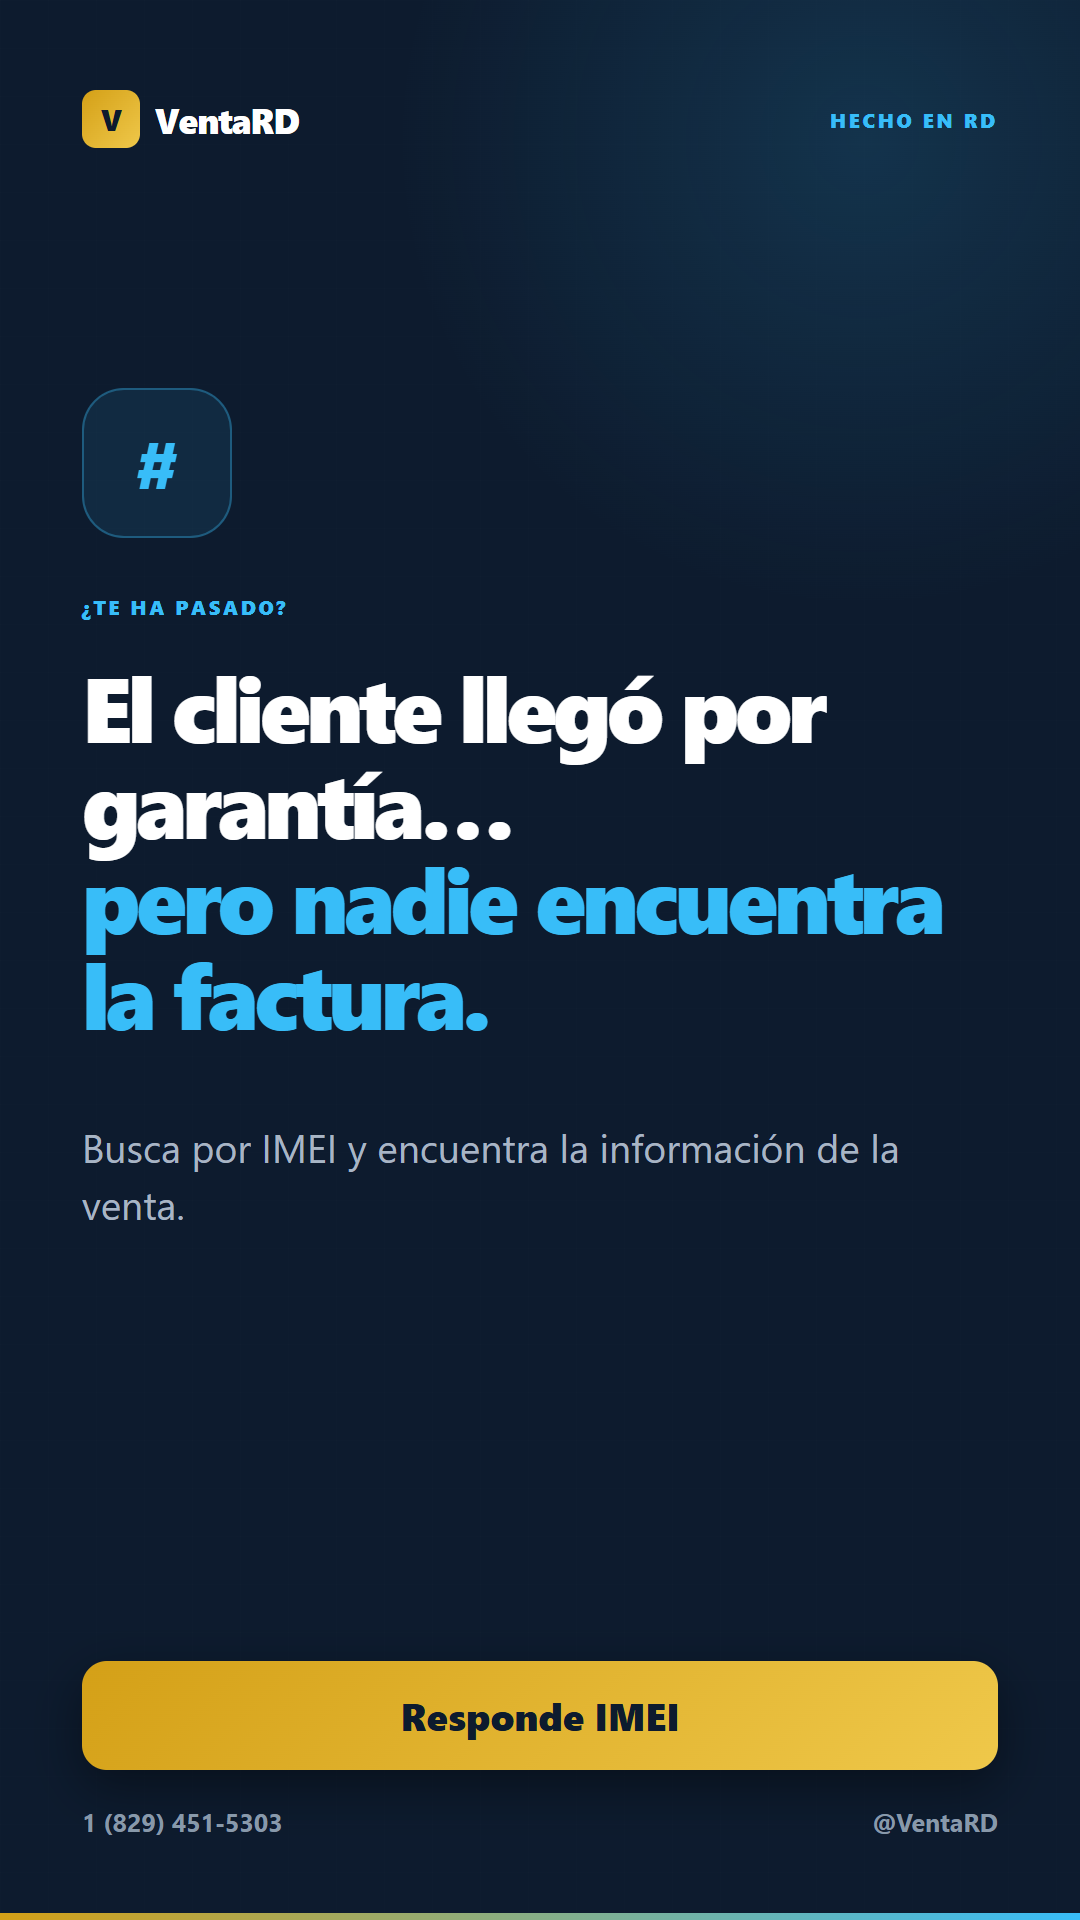 V VentaRD
HECHO EN RD
#
¿TE HA PASADO?
El cliente llegó por
garantía...
pero nadie encuentra
la factura.
Busca por IMEI y encuentra la información de la
venta.
Responde IMEI
1 (829) 451-5303
@VentaRD